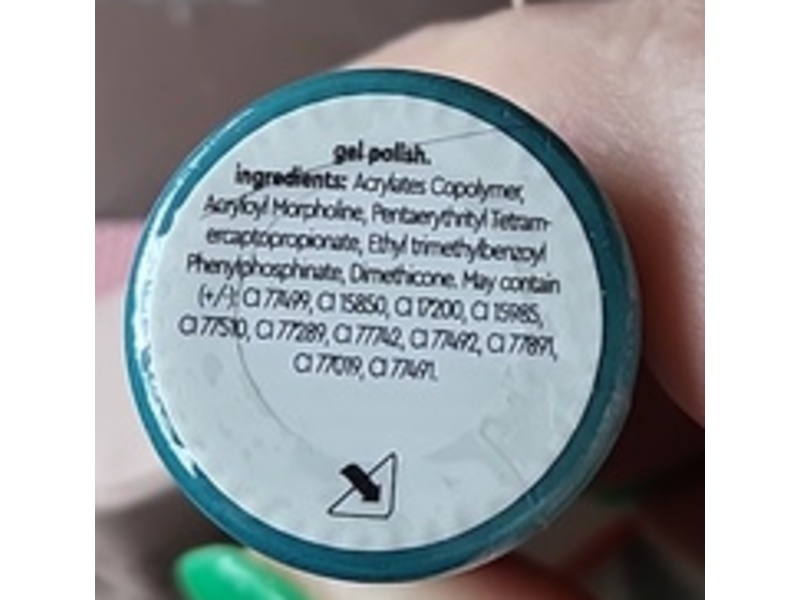 gel polish.
ingredients: Acrylates Copolymer,
Acryloyl Morpholine, Pentaerythrityl Tetram-
ercaptopropionate, Ethyl trimethylbenzoyl
Phenylphosphinate, Dimethicone. May contain
(+/-): CI 77499, CI 15850, CI 17200, CI 15985,
CI 77510, CI 77289, CI 77742, CI 77492, CI 77891,
CI 77019, CI 77491.